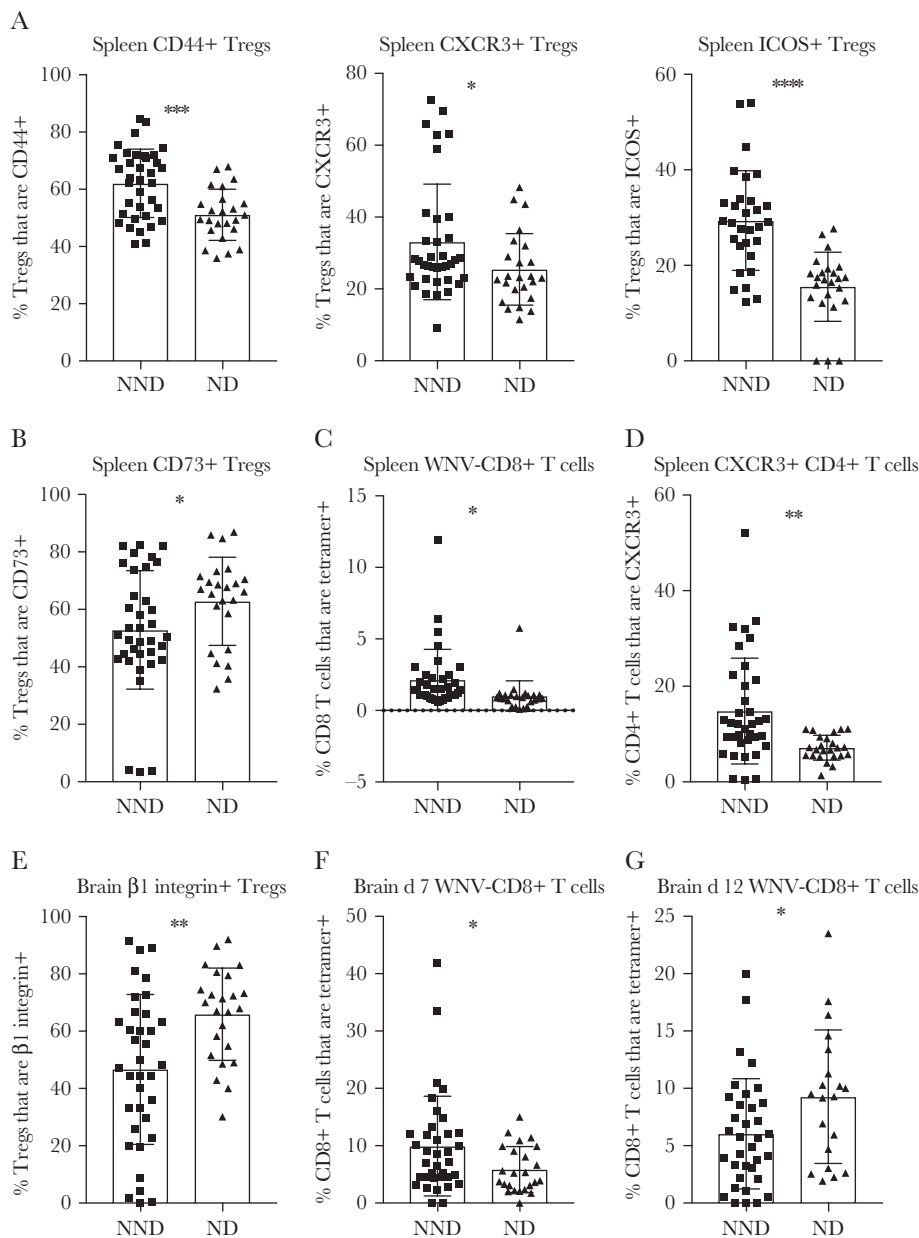 A
Spleen CD44+ Tregs
***
% Tregs that are CD44+
100
80
60
40
20
0
NND
ND
Spleen CXCR3+ Tregs
*
% Tregs that are CXCR3+
80
60
40
20
0
NND
ND
Spleen ICOS+ Tregs
****
% Tregs that are ICOS+
60
40
20
0
NND
ND
B
Spleen CD73+ Tregs
*
% Tregs that are CD73+
100
80
60
40
20
0
NND
ND
C
Spleen WNV-CD8+ T cells
*
% CD8 T cells that are tetramer+
15
10
5
0
−5
NND
ND
D
Spleen CXCR3+ CD4+ T cells
**
% CD4+ T cells that are CXCR3+
60
40
20
0
NND
ND
E
Brain β1 integrin+ Tregs
**
% Tregs that are β1 integrin+
100
80
60
40
20
0
NND
ND
F
Brain d 7 WNV-CD8+ T cells
*
% CD8+ T cells that are tetramer+
50
40
30
20
10
0
NND
ND
G
Brain d 12 WNV-CD8+ T cells
*
% CD8+ T cells that are tetramer+
25
20
15
10
5
0
NND
ND